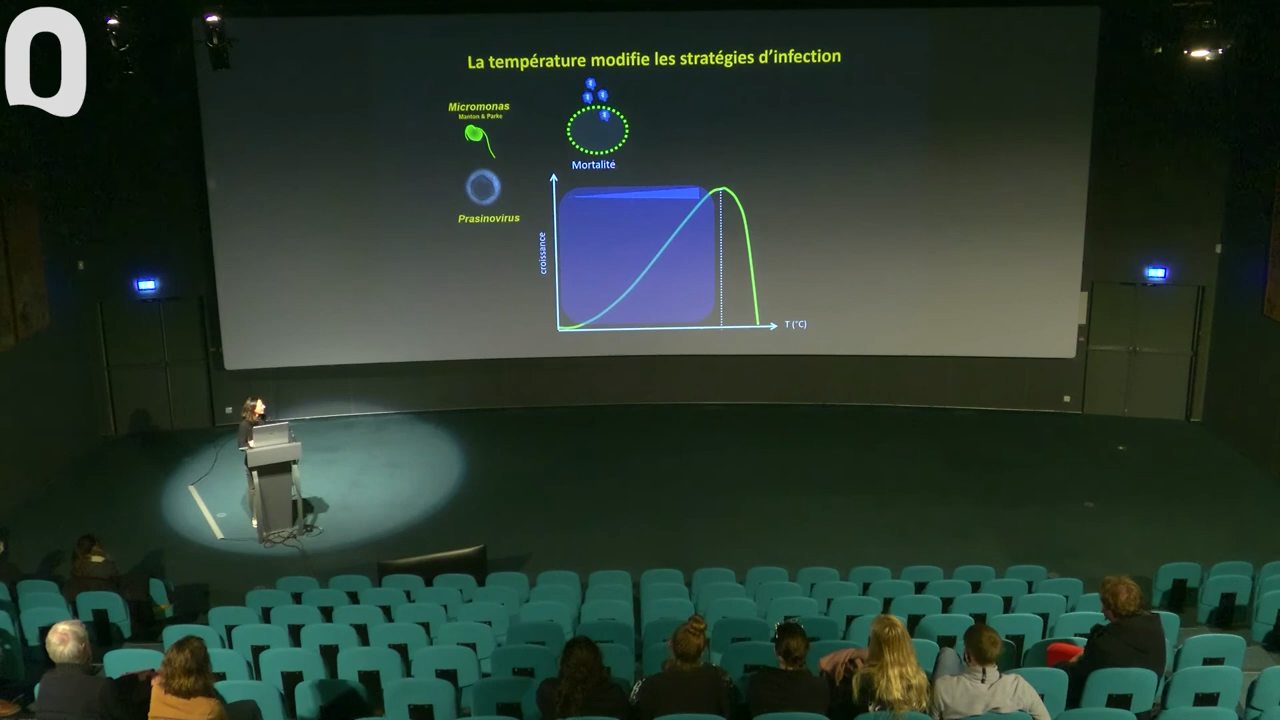 La température modifie les stratégies d'infection
Micromonas
Manton & Parke
Mortalité
Prasinovirus
croissance
T (°C)